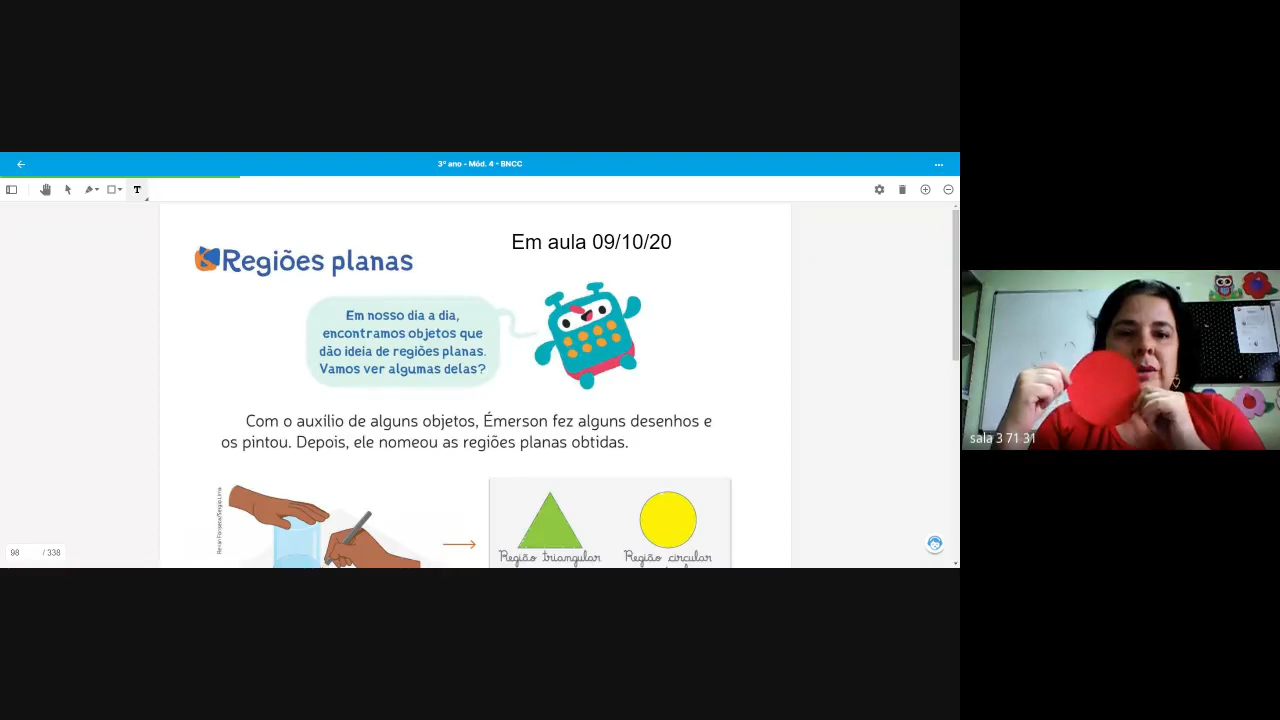 3º ano - Mód. 4 - BNCC
T
Em aula 09/10/20
Regiões planas
Em nosso dia a dia,
encontramos objetos que
dão ideia de regiões planas.
Vamos ver algumas delas?
Com o auxílio de alguns objetos, Émerson fez alguns desenhos e
os pintou. Depois, ele nomeou as regiões planas obtidas.
Região triangular
Região circular
98 / 338
sala 3 71 31